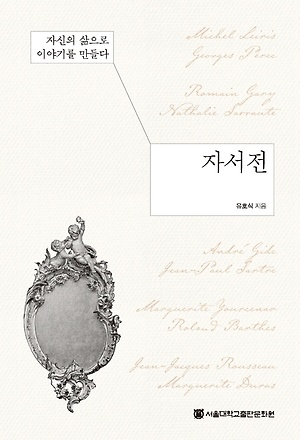 자신의 삶으로
이야기를 만들다
Michel Leiris
Georges Perec
Romain Gary
Nathalie Sarraute
자서전
유호식 지음
André Gide
Jean-Paul Sartre
Marguerite Yourcenar
Roland Barthes
Jean-Jacques Rousseau
Marguerite Duras
서울대학교출판문화원